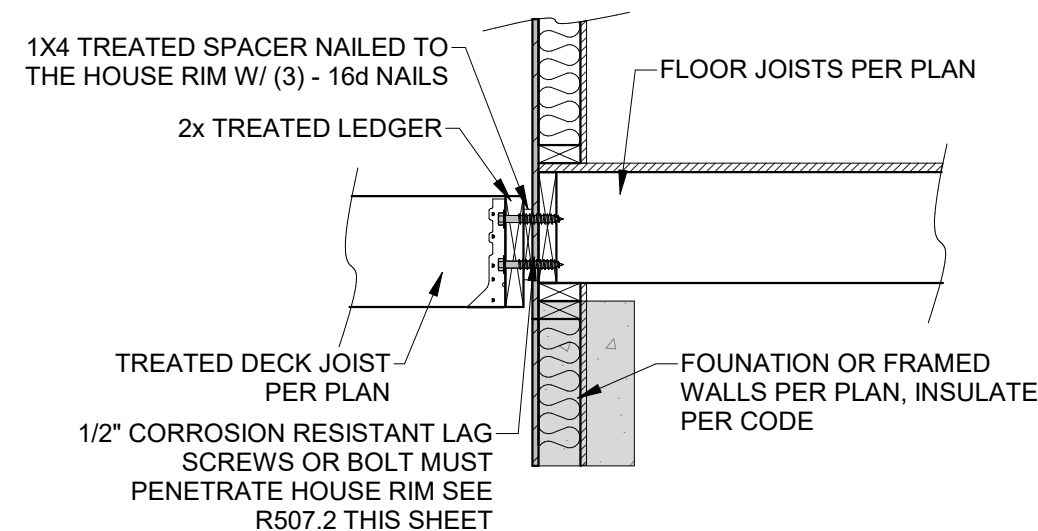 1X4 TREATED SPACER NAILED TO
THE HOUSE RIM W/ (3) - 16d NAILS
2x TREATED LEDGER
FLOOR JOISTS PER PLAN
TREATED DECK JOIST
PER PLAN
1/2" CORROSION RESISTANT LAG
SCREWS OR BOLT MUST
PENETRATE HOUSE RIM SEE
R507.2 THIS SHEET
FOUNATION OR FRAMED
WALLS PER PLAN, INSULATE
PER CODE